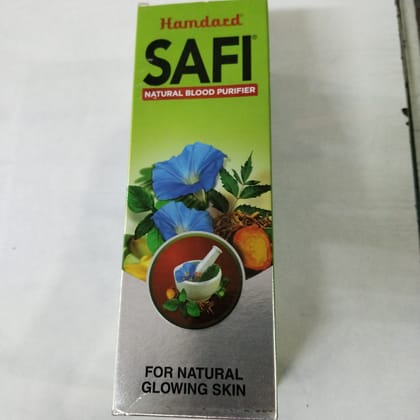 Hamdard
SAFI®
NATURAL BLOOD PURIFIER
FOR NATURAL
GLOWING SKIN